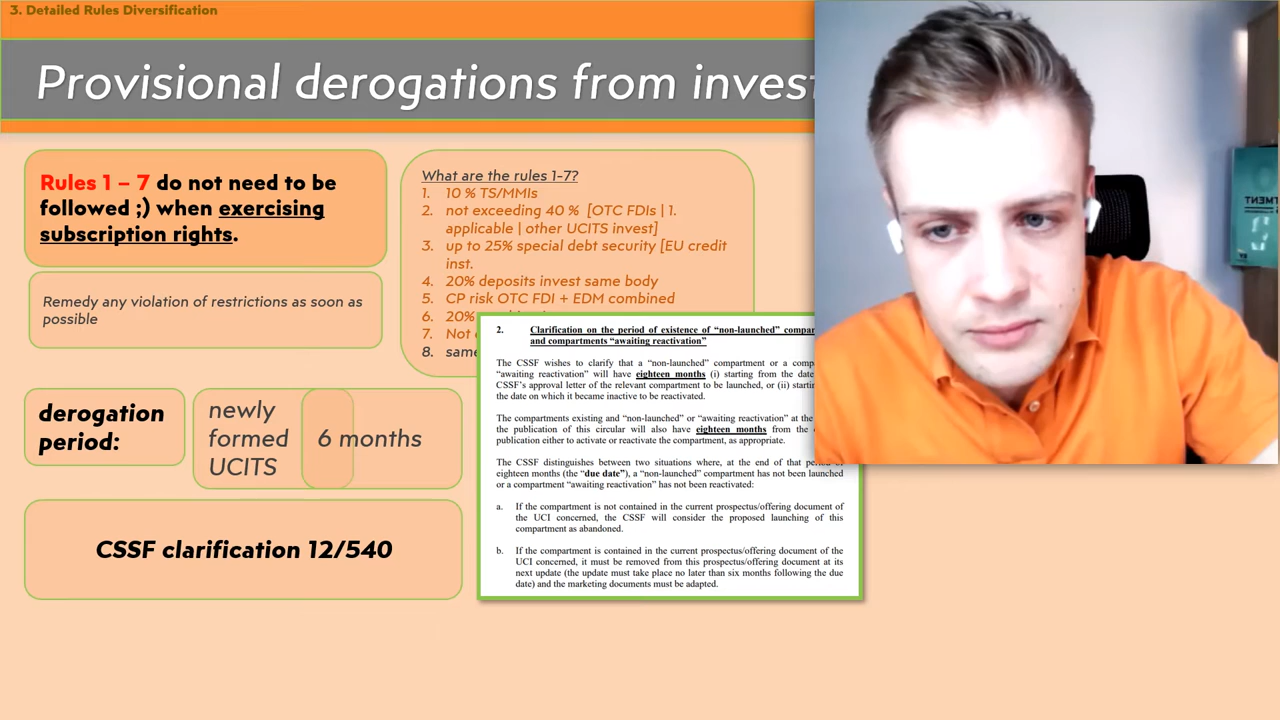 3. Detailed Rules Diversification
Provisional derogations from invest
Rules 1 – 7 do not need to be
followed ;) when exercising
subscription rights.
Remedy any violation of restrictions as soon as
possible
What are the rules 1-7?
1. 10 % TS/MMIs
2. not exceeding 40 % [OTC FDIs | 1.
applicable | other UCITS invest]
3. up to 25% special debt security [EU credit
inst.
4. 20% deposits invest same body
5. CP risk OTC FDI + EDM combined
6. 20%
7. Not
8. same
derogation
period:
newly
formed
UCITS
6 months
CSSF clarification 12/540
2. Clarification on the period of existence of “non-launched”
and compartments “awaiting reactivation”
The CSSF wishes to clarify that a “non-launched” compartment or a
“awaiting reactivation” will have eighteen months (i) starting from the date
CSSF’s approval letter of the relevant compartment to be launched, or (ii)
the date on which it became inactive to be reactivated.
The compartments existing and “non-launched” or “awaiting reactivation” at the
the publication of this circular will also have eighteen months from the
publication either to activate or reactivate the compartment, as appropriate.
The CSSF distinguishes between two situations where, at the end of that
eighteen months (the “due date”), a “non-launched” compartment has not been launched
or a compartment “awaiting reactivation” has not been reactivated:
a. If the compartment is not contained in the current prospectus/offering document of
the UCI concerned, the CSSF will consider the proposed launching of this
compartment as abandoned.
b. If the compartment is contained in the current prospectus/offering document of the
UCI concerned, it must be removed from this prospectus/offering document at its
next update (the update must take place no later than six months following the due
date) and the marketing documents must be adapted.